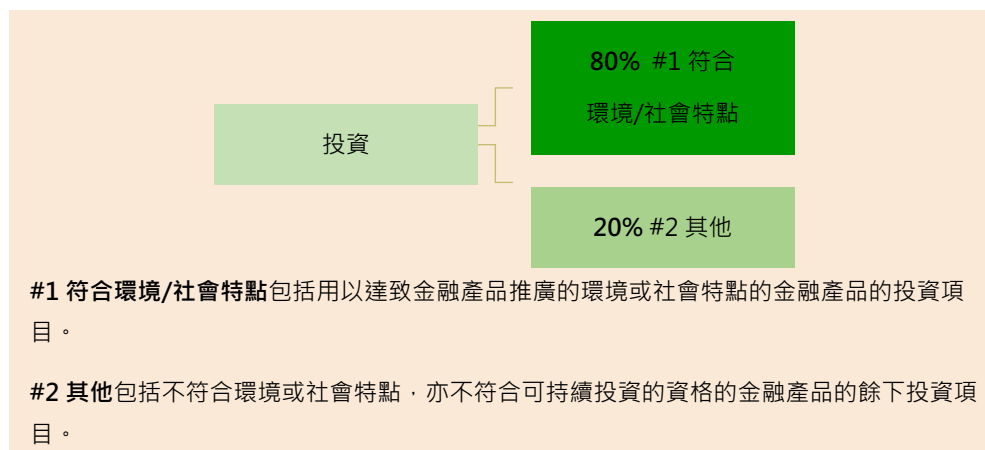 80% #1 符合
環境/社會特點
投資
20% #2 其他
#1 符合環境/社會特點包括用以達致金融產品推廣的環境或社會特點的金融產品的投資項
目。
#2 其他包括不符合環境或社會特點，亦不符合可持續投資的資格的金融產品的餘下投資項
目。